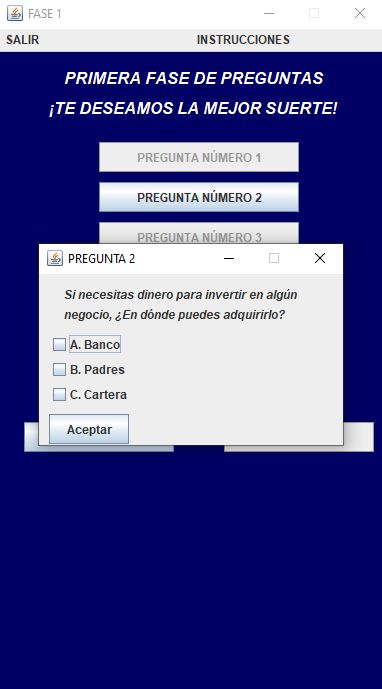 FASE 1
SALIR INSTRUCCIONES
PRIMERA FASE DE PREGUNTAS
¡TE DESEAMOS LA MEJOR SUERTE!
PREGUNTA NÚMERO 1
PREGUNTA NÚMERO 2
PREGUNTA NÚMERO 3
PREGUNTA 2
Si necesitas dinero para invertir en algún
negocio, ¿En dónde puedes adquirirlo?
A. Banco
B. Padres
C. Cartera
Aceptar